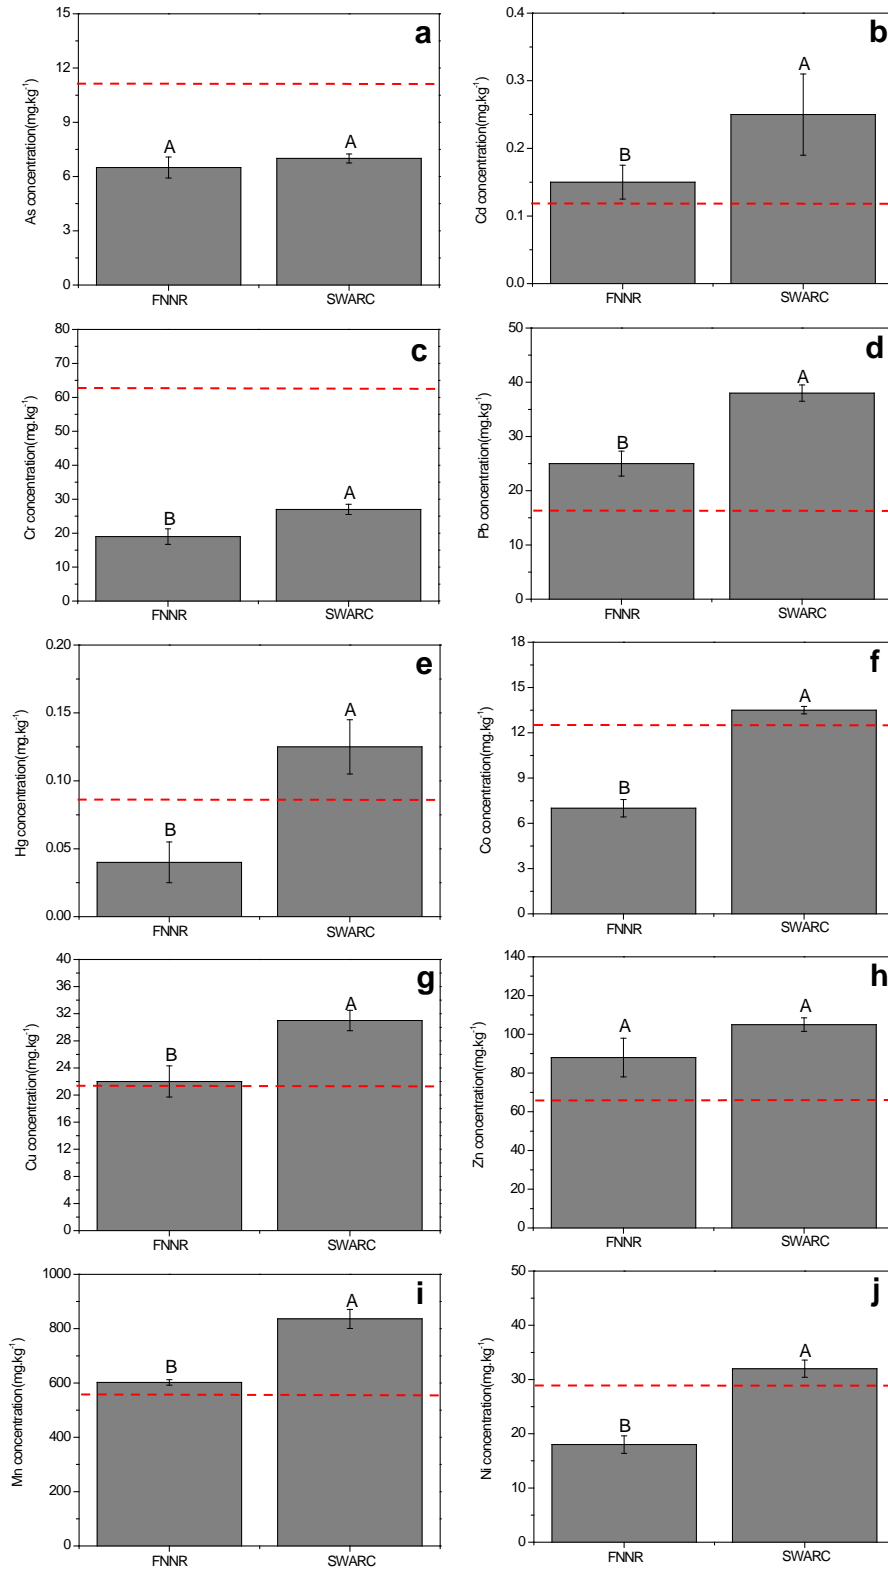 a
As concentration(mg.kg-1)
15
12
9
6
3
0
A
A
FNNR
SWARC
b
Cd concentration(mg.kg-1)
0.4
0.3
0.2
0.1
0.0
B
A
FNNR
SWARC
c
Cr concentration(mg.kg-1)
80
70
60
50
40
30
20
10
0
B
A
FNNR
SWARC
d
Pb concentration(mg.kg-1)
50
40
30
20
10
0
B
A
FNNR
SWARC
e
Hg concentration(mg.kg-1)
0.20
0.15
0.10
0.05
0.00
B
A
FNNR
SWARC
f
Co concentration(mg.kg-1)
18
15
12
9
6
3
0
B
A
FNNR
SWARC
g
Cu concentration(mg.kg-1)
40
36
32
28
24
20
16
12
8
4
0
B
A
FNNR
SWARC
h
Zn concentration(mg.kg-1)
140
120
100
80
60
40
20
0
A
A
FNNR
SWARC
i
Mn concentration(mg.kg-1)
1000
800
600
400
200
0
B
A
FNNR
SWARC
j
Ni concentration(mg.kg-1)
50
40
30
20
10
0
B
A
FNNR
SWARC